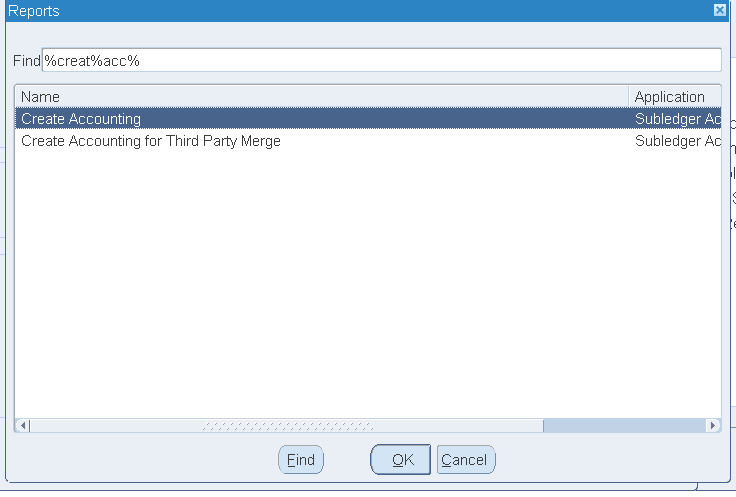 Reports
Find %creat%acc%
Name Application
Create Accounting Subledger Ac
Create Accounting for Third Party Merge Subledger Ac
Find OK Cancel